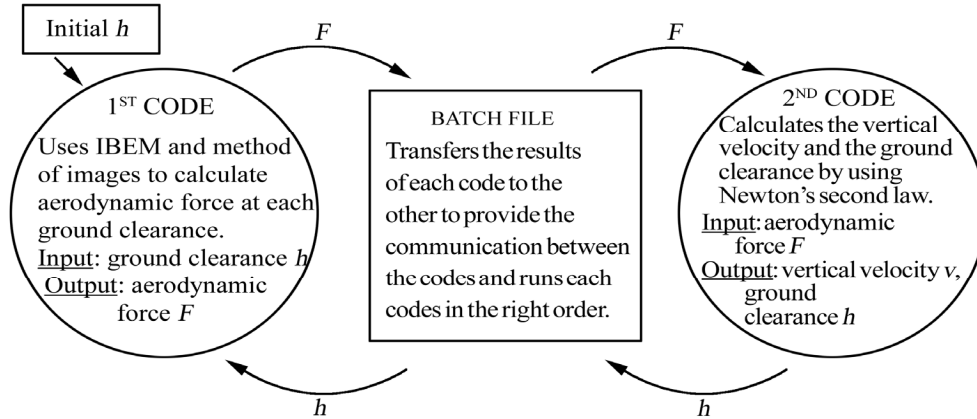 Initial h
F
F
1ST CODE
Uses IBEM and method
of images to calculate
aerodynamic force at each
ground clearance.
Input: ground clearance h
Output: aerodynamic
force F
BATCH FILE
Transfers the results
of each code to the
other to provide the
communication between
the codes and runs each
codes in the right order.
2ND CODE
Calculates the vertical
velocity and the ground
clearance by using
Newton's second law.
Input: aerodynamic
force F
Output: vertical velocity v,
ground
clearance h
h
h